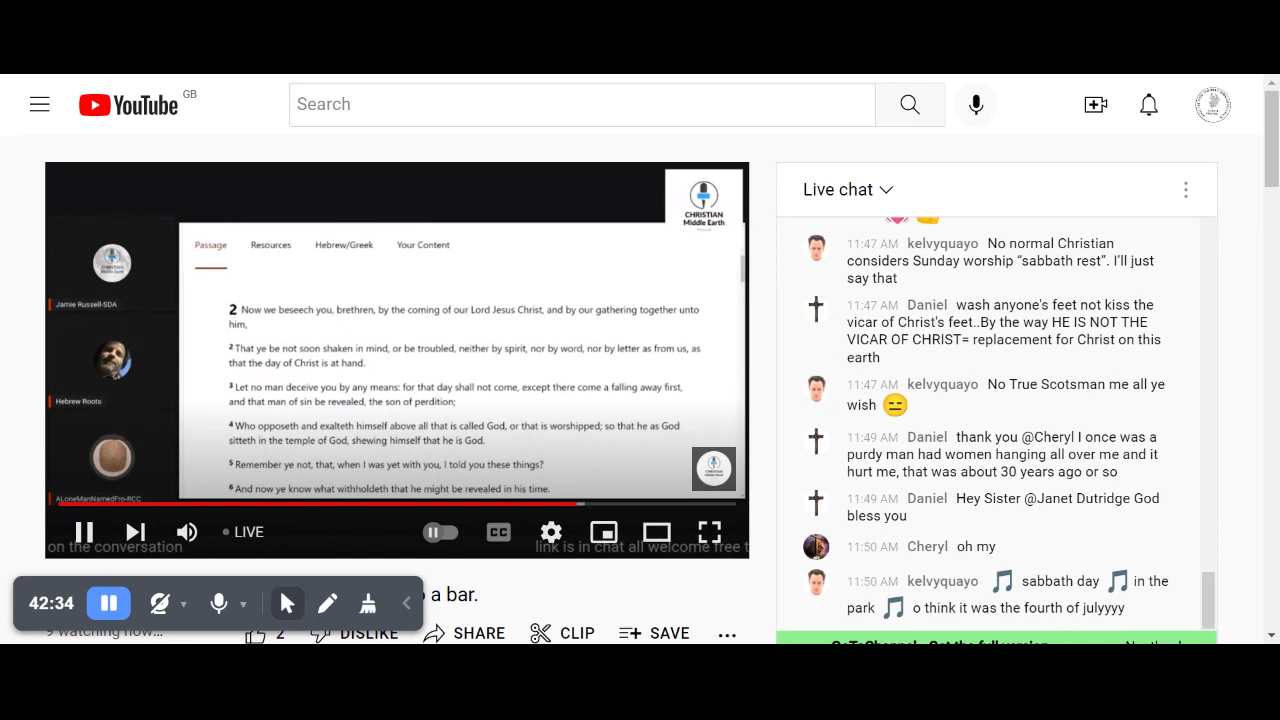 YouTube GB
Search
CHRISTIAN
Middle Earth
Podcast
Passage Resources Hebrew/Greek Your Content
2 Now we beseech you, brethren, by the coming of our Lord Jesus Christ, and by our gathering together unto
him,
2 That ye be not soon shaken in mind, or be troubled, neither by spirit, nor by word, nor by letter as from us, as
that the day of Christ is at hand.
3 Let no man deceive you by any means: for that day shall not come, except there come a falling away first,
and that man of sin be revealed, the son of perdition;
4 Who opposeth and exalteth himself above all that is called God, or that is worshipped; so that he as God
sitteth in the temple of God, shewing himself that he is God.
5 Remember ye not, that, when I was yet with you, I told you these things?
6 And now ye know what withholdeth that he might be revealed in his time.
Jamie Russell-SDA
Hebrew Roots
ALoneManNamedFro-RCC
LIVE
CC
on the conversation link is in chat all welcome free t
a bar.
42:34
watching now...
2 DISLIKE SHARE CLIP SAVE
Live chat
11:47 AM kelvyquayo No normal Christian
considers Sunday worship “sabbath rest”. I'll just
say that
11:47 AM Daniel wash anyone's feet not kiss the
vicar of Christ's feet..By the way HE IS NOT THE
VICAR OF CHRIST= replacement for Christ on this
earth
11:47 AM kelvyquayo No True Scotsman me all ye
wish
11:49 AM Daniel thank you @Cheryl I once was a
purdy man had women hanging all over me and it
hurt me, that was about 30 years ago or so
11:49 AM Daniel Hey Sister @Janet Dutridge God
bless you
11:50 AM Cheryl oh my
11:50 AM kelvyquayo sabbath day in the
park o think it was the fourth of julyyyy